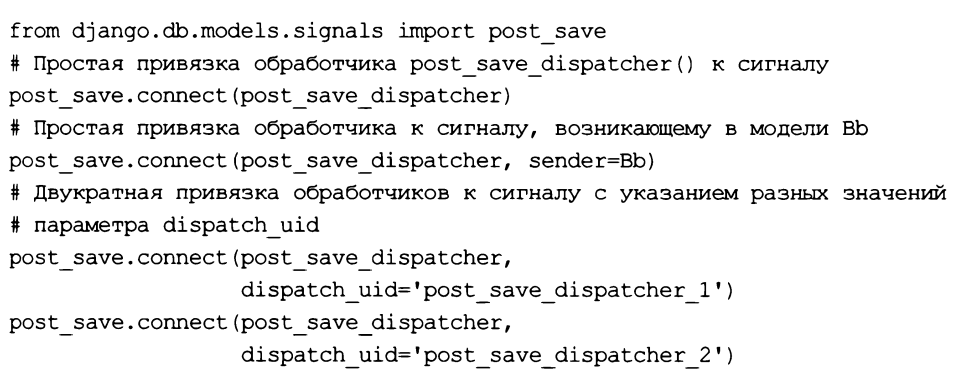 from django.db.models.signals import post_save
# Простая привязка обработчика post_save_dispatcher() к сигналу
post_save.connect(post_save_dispatcher)
# Простая привязка обработчика к сигналу, возникающему в модели Bb
post_save.connect(post_save_dispatcher, sender=Bb)
# Двукратная привязка обработчиков к сигналу с указанием разных значений
# параметра dispatch_uid
post_save.connect(post_save_dispatcher,
                  dispatch_uid='post_save_dispatcher_1')
post_save.connect(post_save_dispatcher,
                  dispatch_uid='post_save_dispatcher_2')